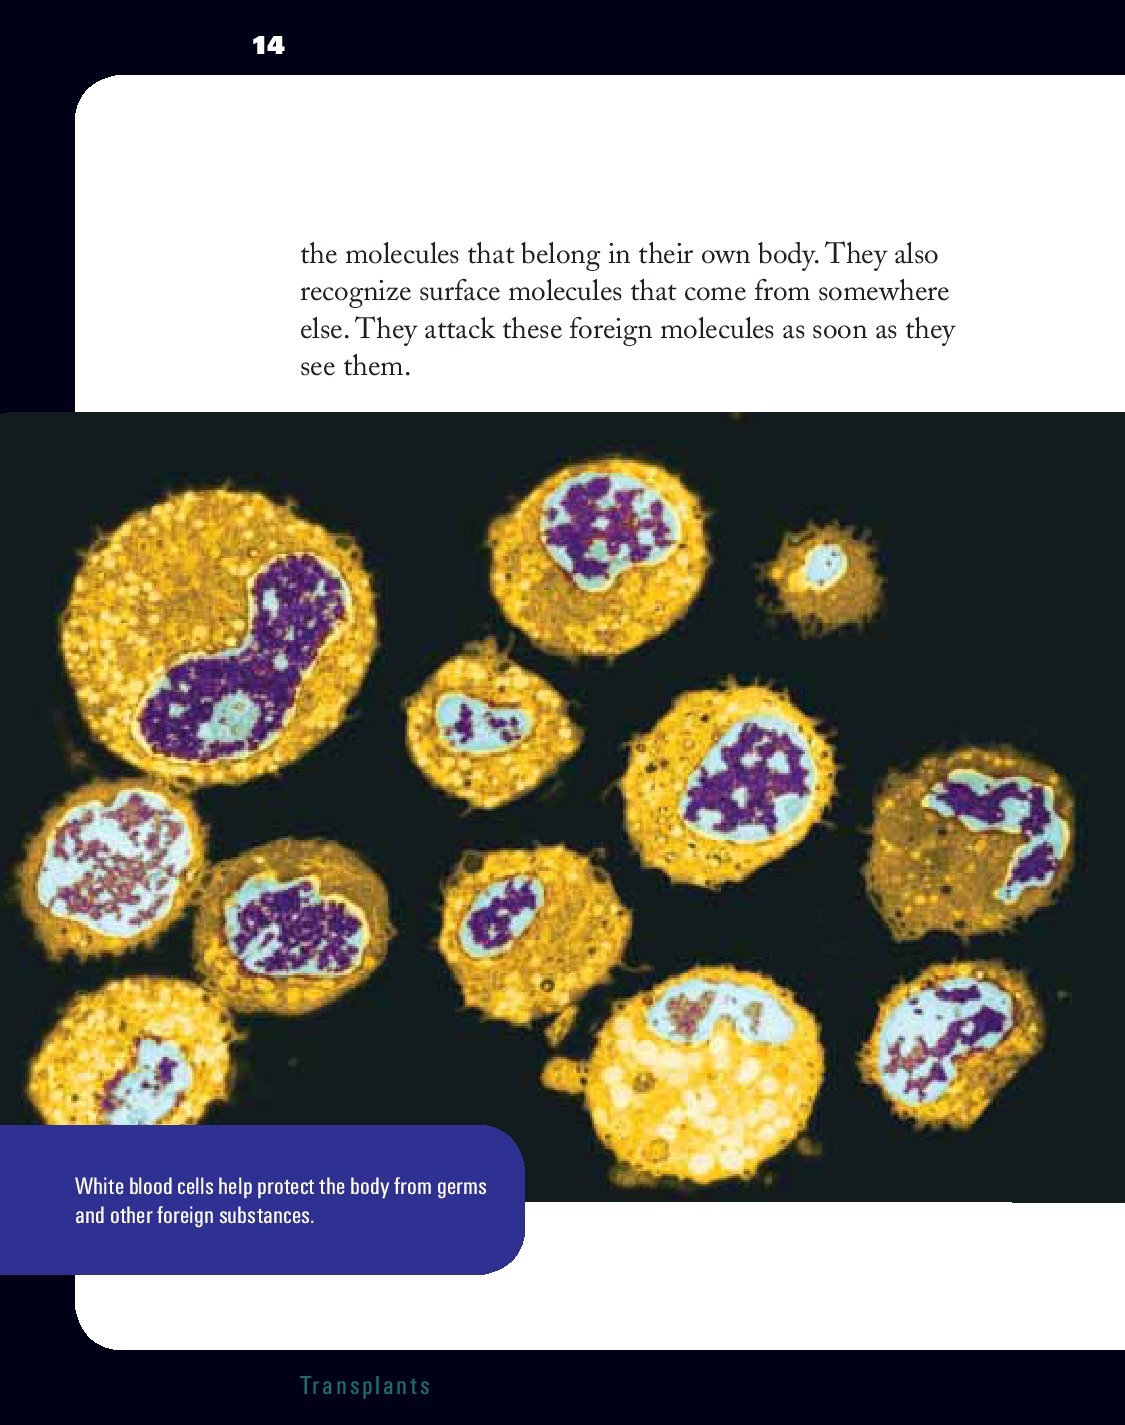 14
the molecules that belong in their own body. They also
recognize surface molecules that come from somewhere
else. They attack these foreign molecules as soon as they
see them.
White blood cells help protect the body from germs
and other foreign substances.
Transplants